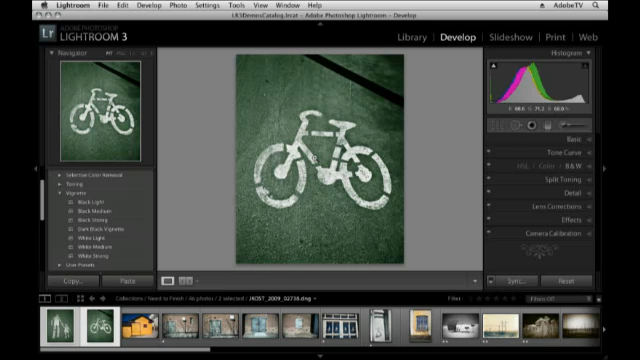 Lightroom File Edit Develop Photo Settings Tools View Window Help AdobeTV
LR3DemosCatalog.lrcat – Adobe Photoshop Lightroom – Develop
Lr ADOBE PHOTOSHOP
LIGHTROOM 3
Library | Develop | Slideshow | Print | Web
Navigator
Histogram
Basic
Tone Curve
HSL / Color / B & W
Split Toning
Detail
Lens Corrections
Effects
Camera Calibration
Selective Color Removal
Toning
Vignette
Black Light
Black Medium
Black Strong
Dark Black Vignette
White Light
White Medium
White Strong
User Presets
Copy... Paste
Sync... Reset
Filter:
Filters Off